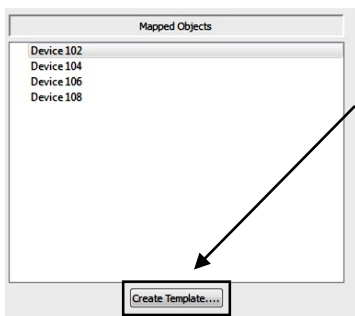 Mapped Objects
Device 102
Device 104
Device 106
Device 108
Create Template....